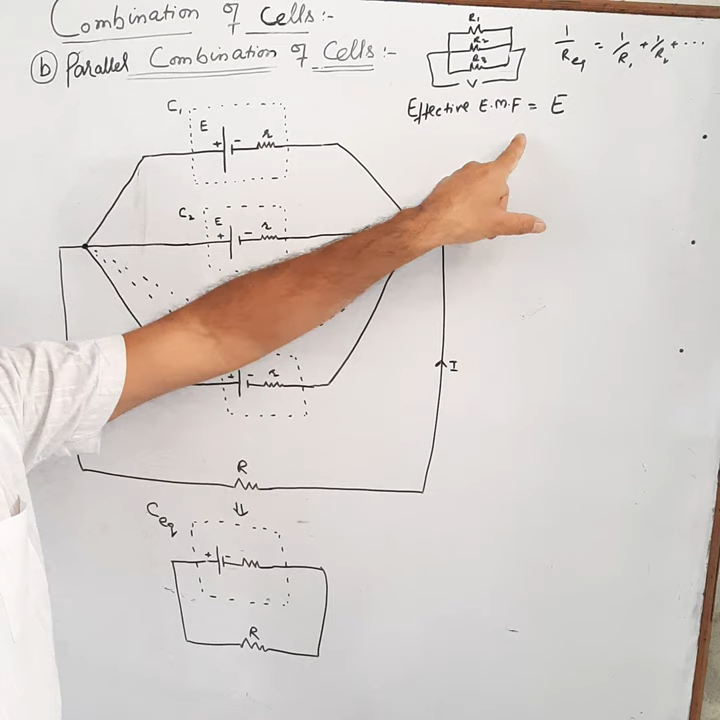 Combination of Cells:-
(b) Parallel Combination of Cells:-
R₁
R₂
R₃
V
1/Req = 1/R₁ + 1/R₂ + ...
Effective E.M.F = E
C₁
E
+ - r
C₂
E
+ - r
+ - r
I
R
⇓
Ceq
+ -
R